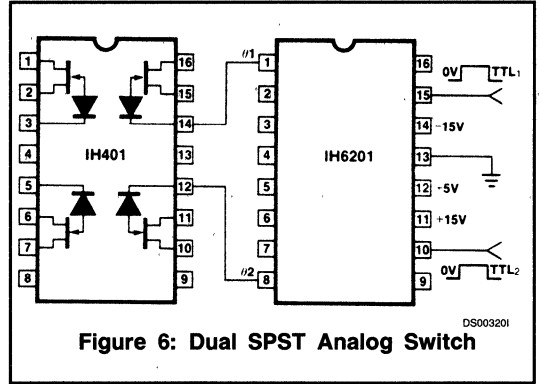 θ1
1 16 1 16 0V TTL1
2 15 2 15
3 14 3 14 -15V
4 13 4 13
IH401 IH6201
5 12 5 12 -5V
6 11 6 11 +15V
7 10 7 10
8 9 θ2 8 9 0V TTL2
DS00320I
Figure 6: Dual SPST Analog Switch